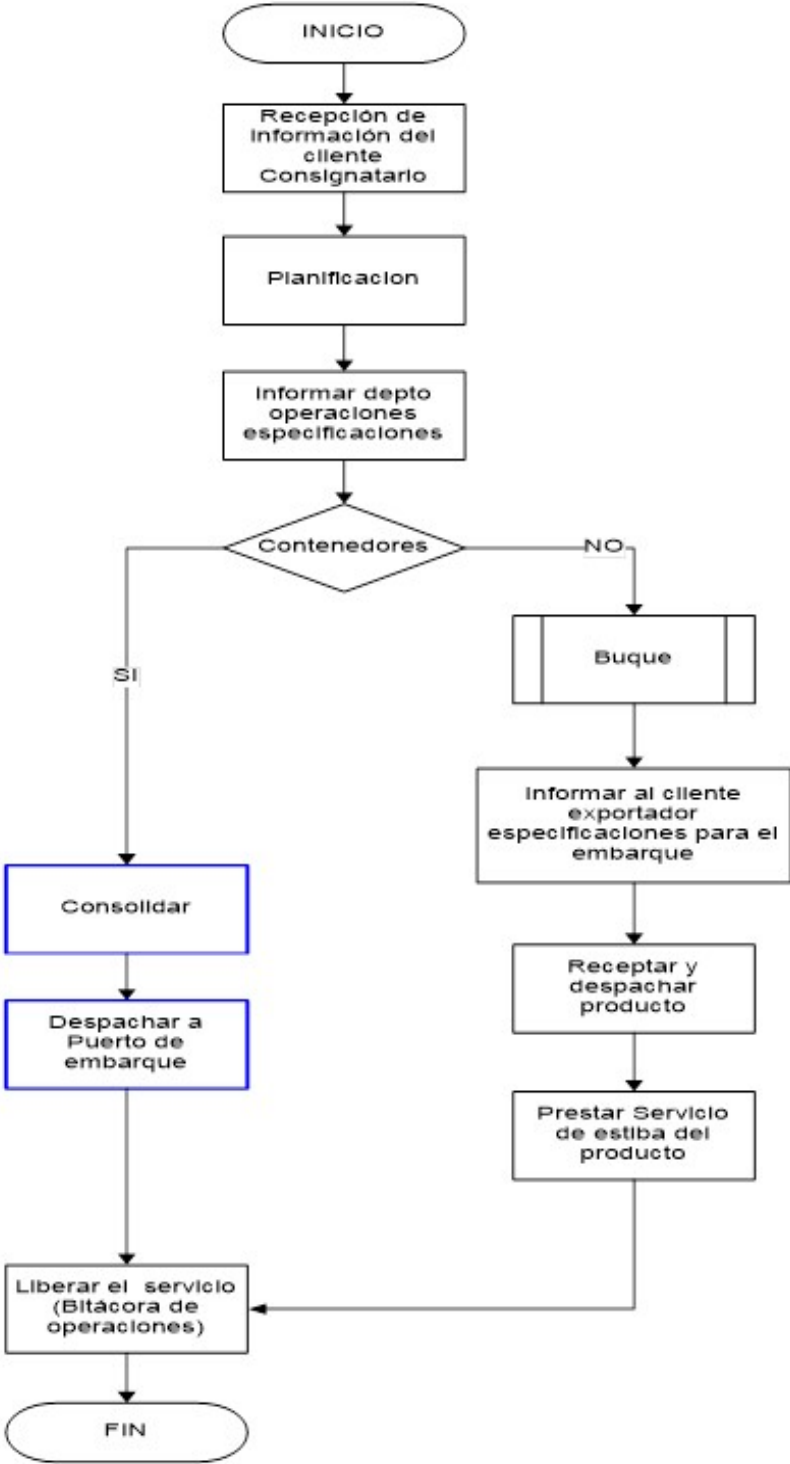 INICIO
Recepción de
Información del
cliente
Consignatario
Planificacion
Informar depto
operaciones
especificaciones
Contenedores
NO
SI
Buque
Informar al cliente
exportador
especificaciones para el
embarque
Consolidar
Receptar y
despachar
producto
Despachar a
Puerto de
embarque
Prestar Servicio
de estiba del
producto
Liberar el servicio
(Bitácora de
operaciones)
FIN